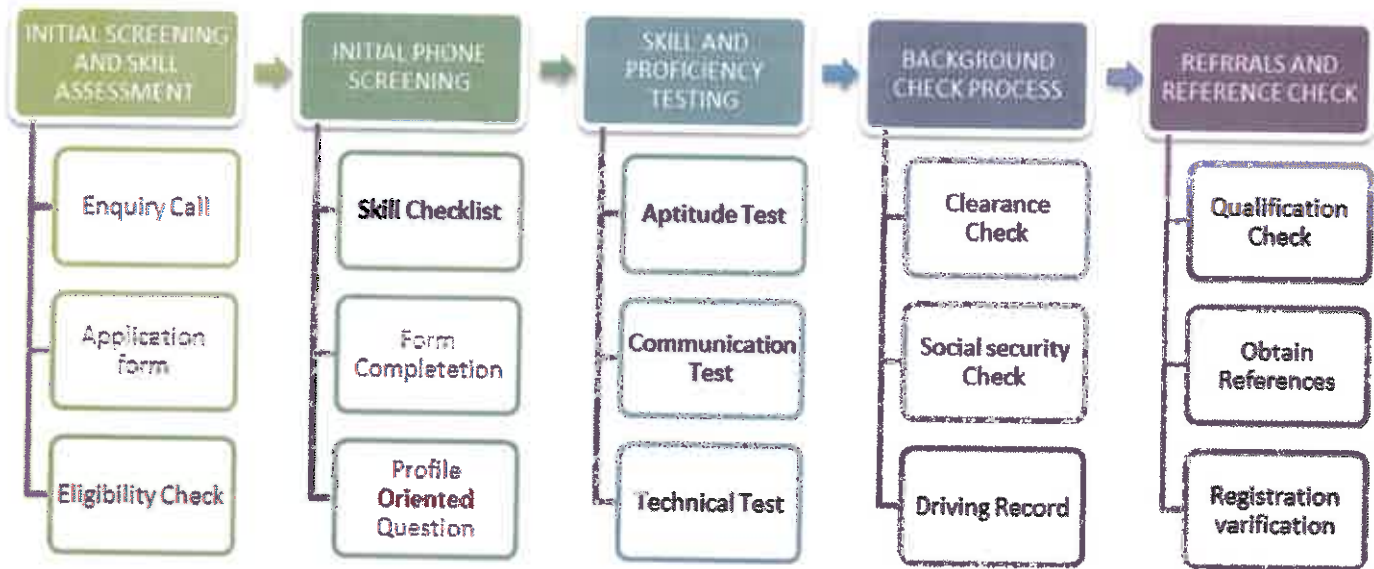 INITIAL SCREENING
AND SKILL
ASSESSMENT
Enquiry Call
Application
form
Eligibility Check
INITIAL PHONE
SCREENING
Skill Checklist
Form
Completetion
Profile
Oriented
Question
SKILL AND
PROFICIENCY
TESTING
Aptitude Test
Communication
Test
Technical Test
BACKGROUND
CHECK PROCESS
Clearance
Check
Social security
Check
Driving Record
REFRRALS AND
REFERENCE CHECK
Qualification
Check
Obtain
References
Registration
varification